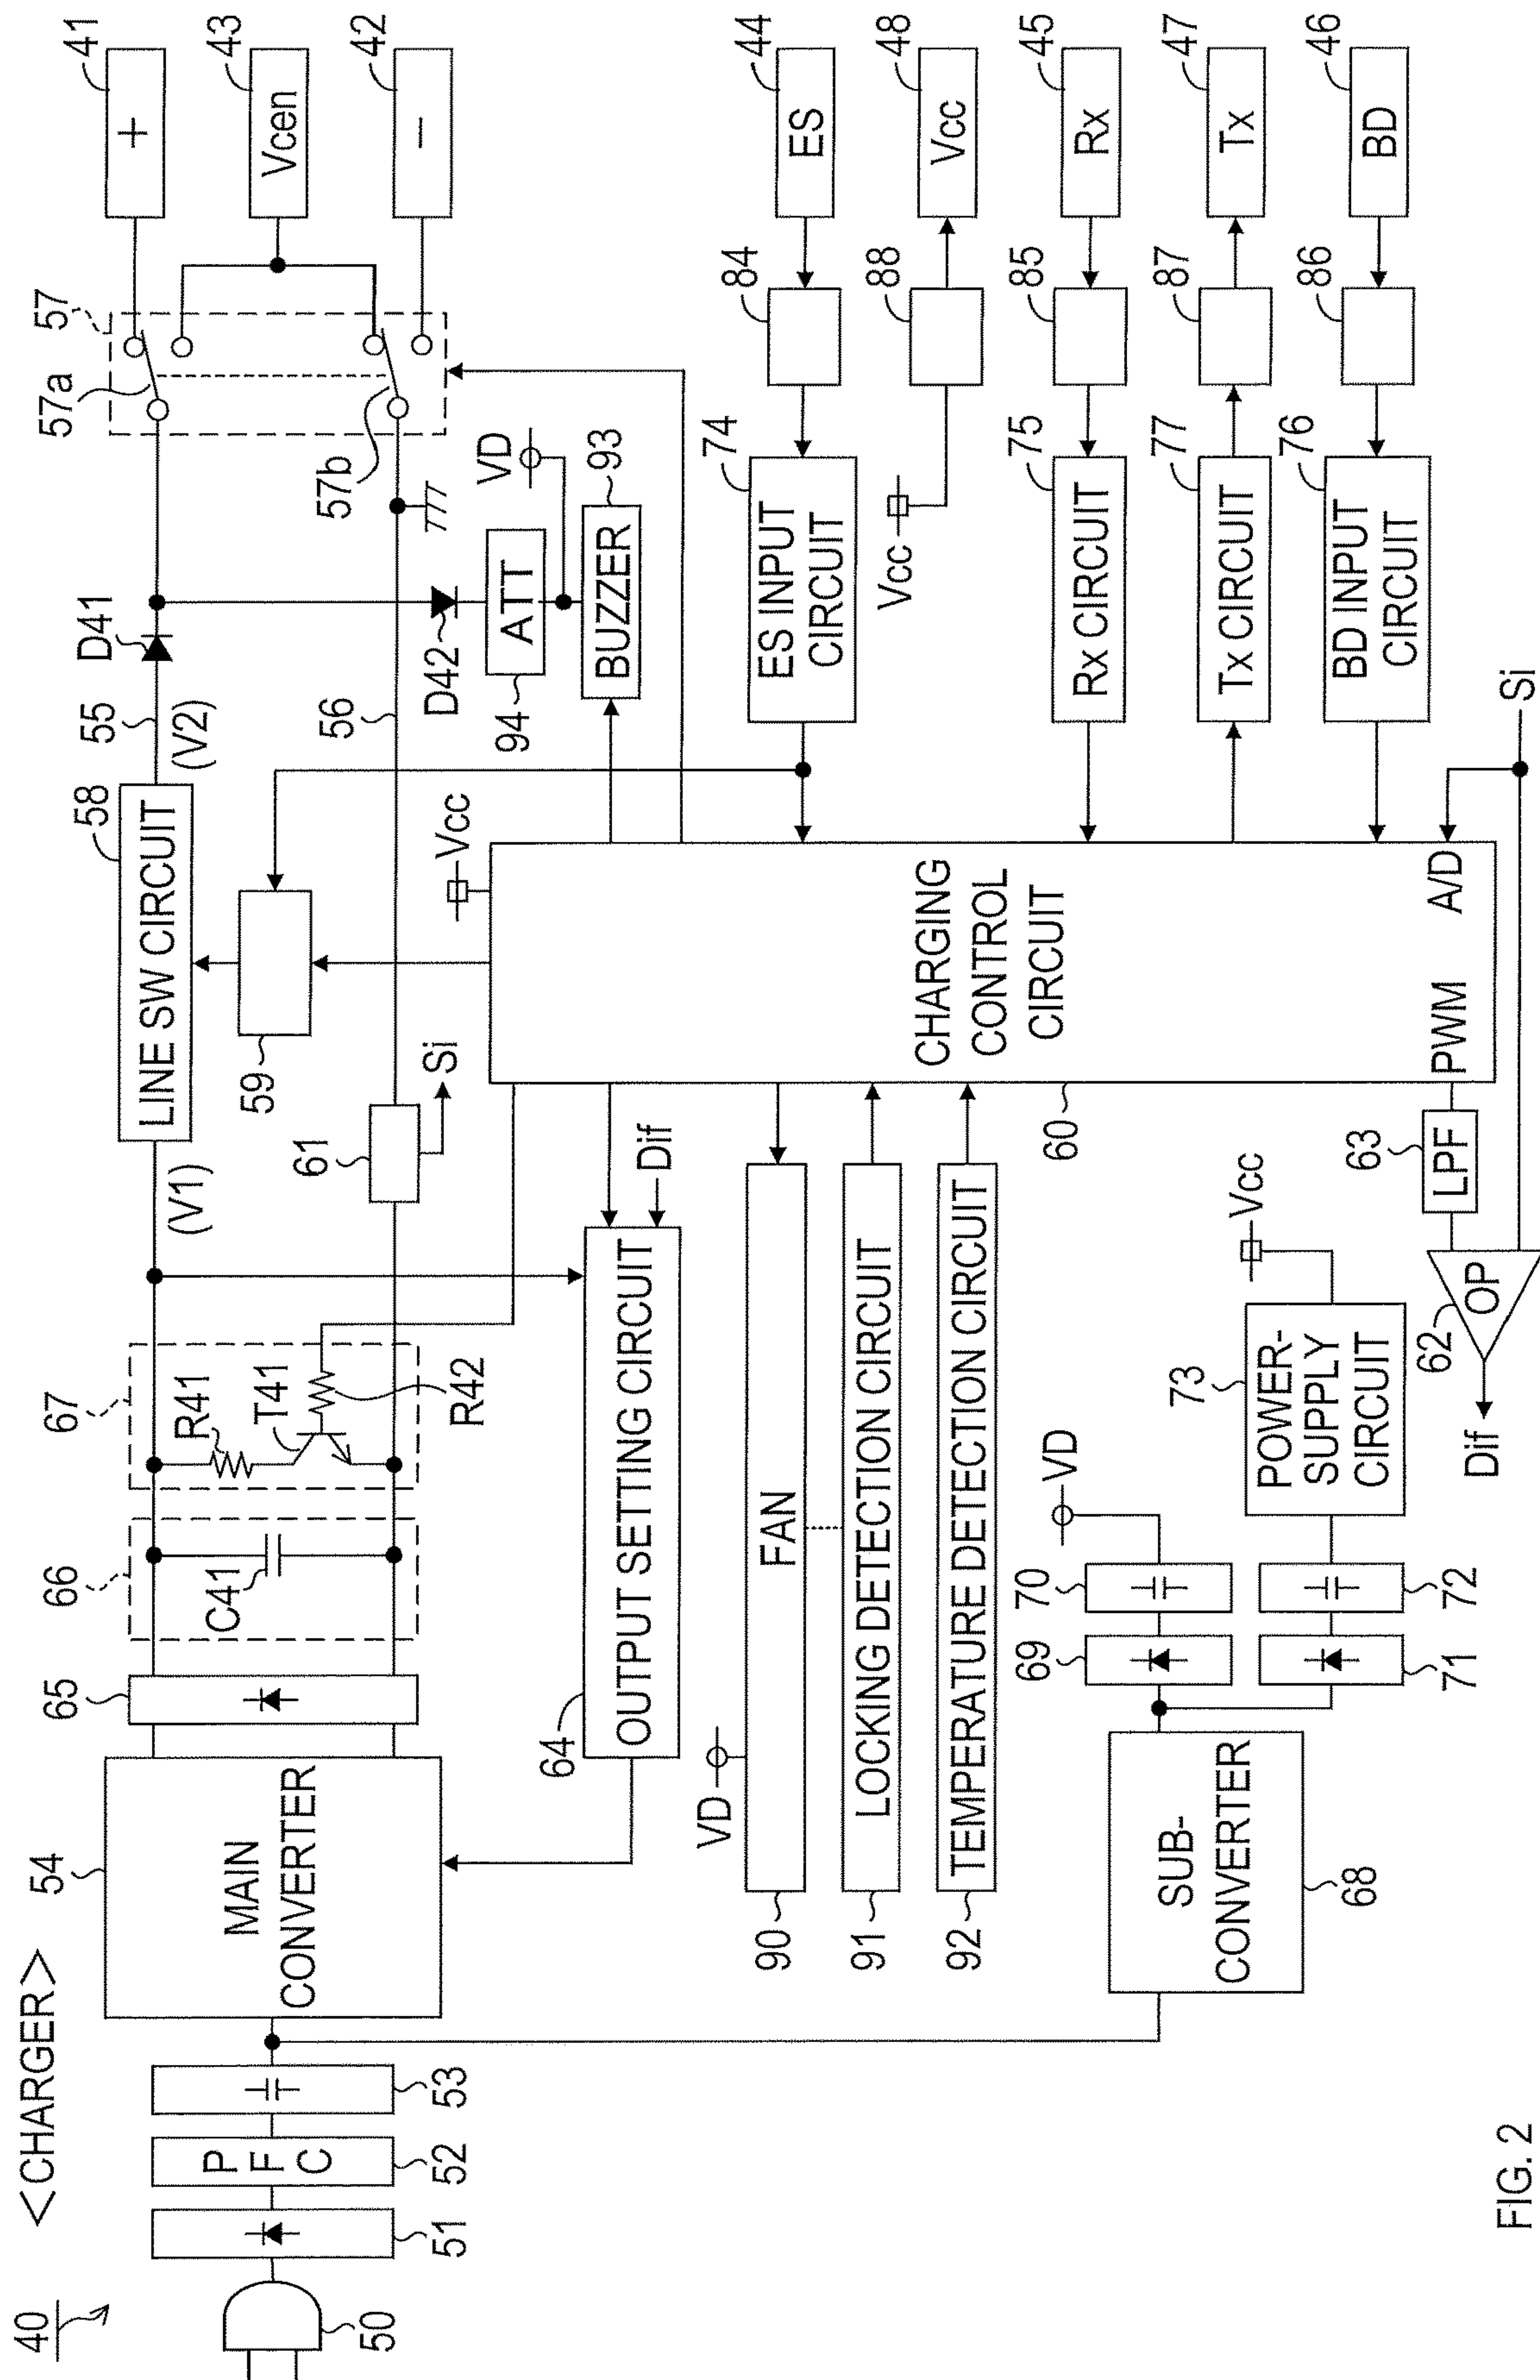 <CHARGER>
40
50
51
P F C
52
53
MAIN
CONVERTER
54
65
66
C41
67
R41
T41
R42
(V1)
LINE SW CIRCUIT
58
55
(V2)
D41
57
57a
57b
+
41
Vcen
43
−
42
59
61
Si
56
D42
ATT
94
VD
BUZZER
93
OUTPUT SETTING CIRCUIT
64
Dif
Vcc
CHARGING
CONTROL
CIRCUIT
60
PWM
A/D
VD
FAN
90
LOCKING DETECTION CIRCUIT
91
TEMPERATURE DETECTION CIRCUIT
92
ES INPUT
CIRCUIT
74
84
ES
44
Vcc
88
Vcc
48
Rx CIRCUIT
75
85
Rx
45
Tx CIRCUIT
77
87
Tx
47
BD INPUT
CIRCUIT
76
86
BD
46
SUB-
CONVERTER
68
69
70
VD
71
72
POWER-
SUPPLY
CIRCUIT
73
Vcc
LPF
63
OP
62
Dif
Si
FIG. 2